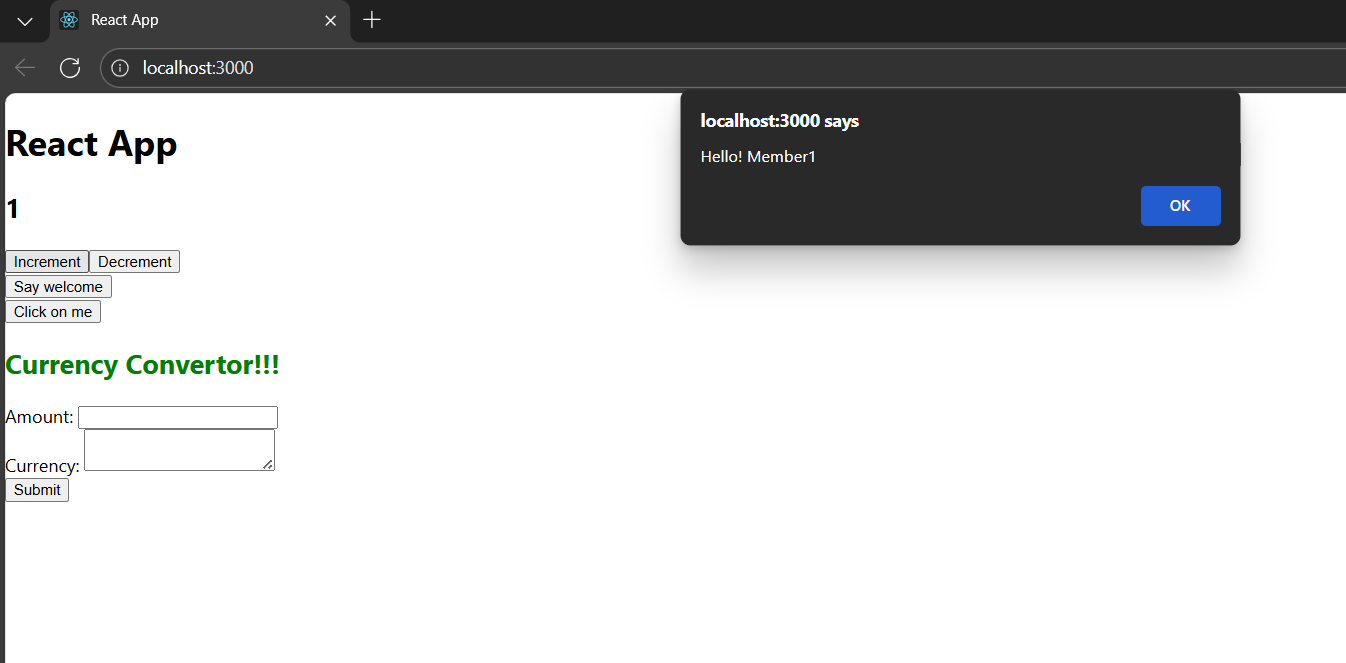 React App
localhost:3000
localhost:3000 says
Hello! Member1
OK
React App
1
Increment Decrement
Say welcome
Click on me
Currency Convertor!!!
Amount:
Currency:
Submit